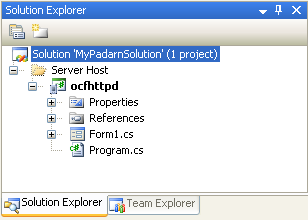 Solution Explorer
Solution 'MyPadarnSolution' (1 project)
Server Host
ocfhttpd
Properties
References
Form1.cs
Program.cs
Solution Explorer
Team Explorer